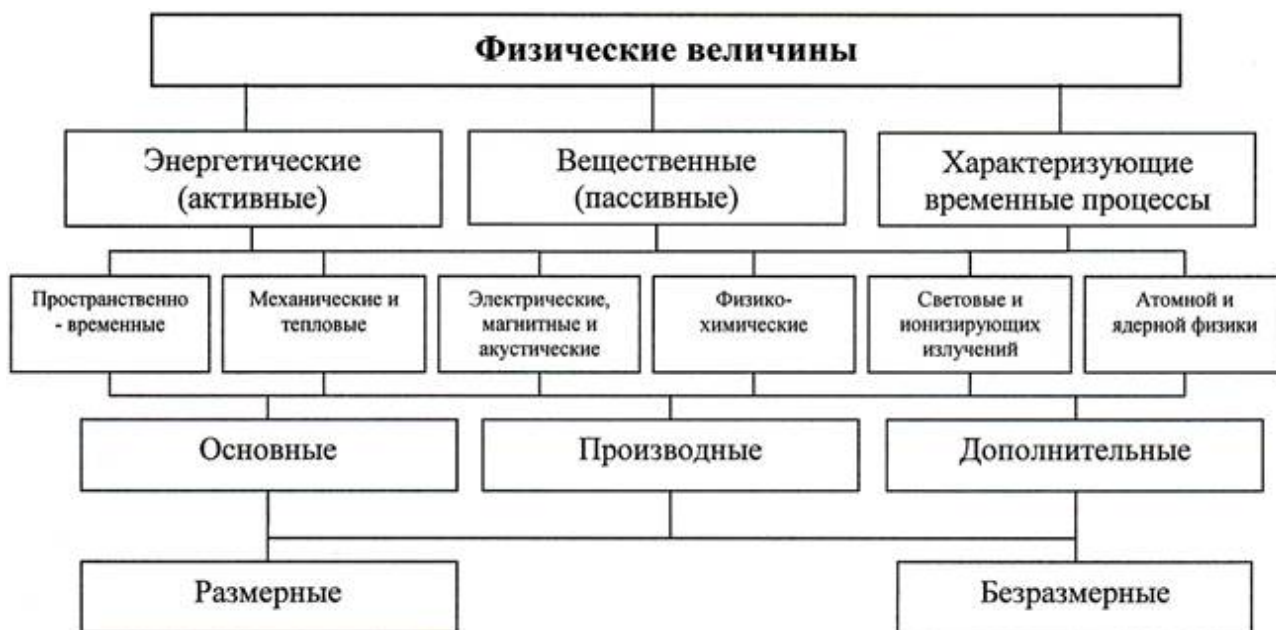 Физические величины
Энергетические
(активные)
Вещественные
(пассивные)
Характеризующие
временные процессы
Пространственно
- временные
Механические и
тепловые
Электрические,
магнитные и
акустические
Физико-
химические
Световые и
ионизирующих
излучений
Атомной и
ядерной физики
Основные
Производные
Дополнительные
Размерные
Безразмерные